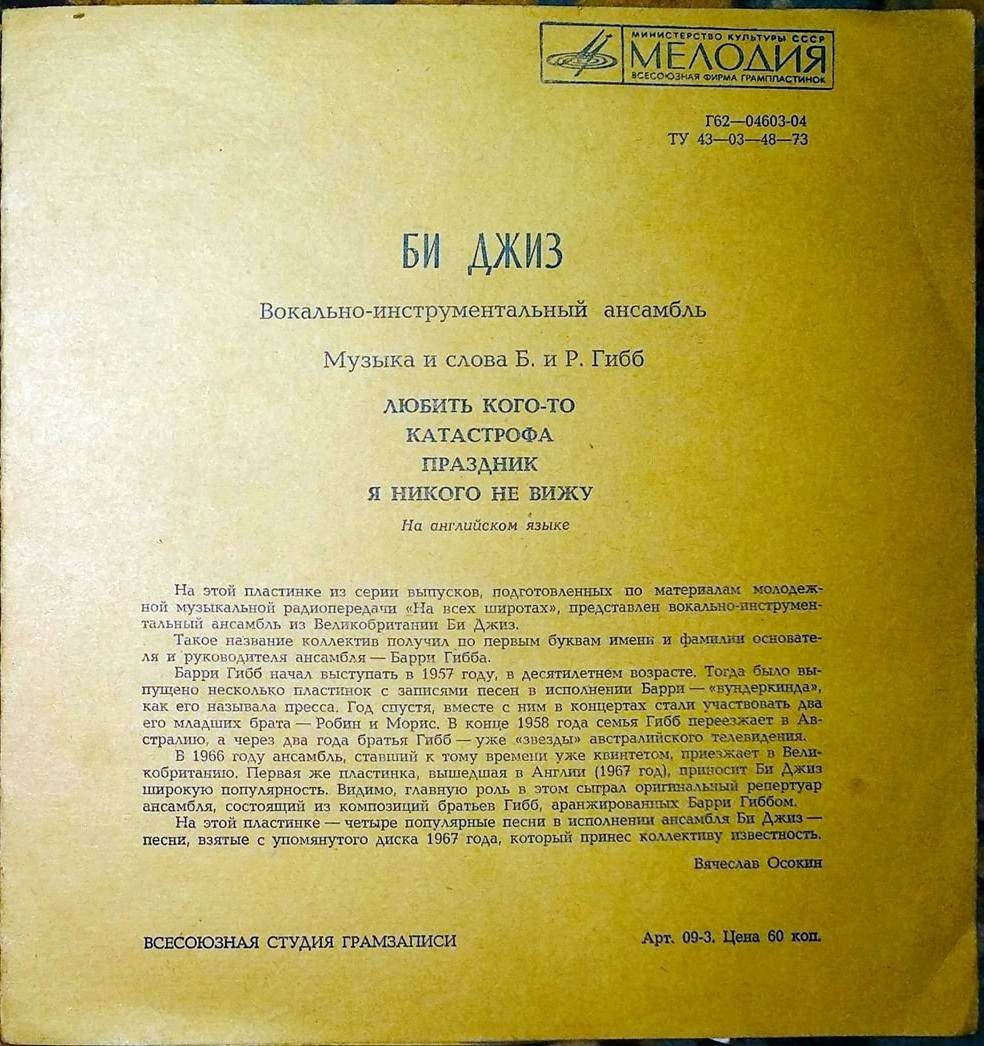 МИНИСТЕРСТВО КУЛЬТУРЫ СССР
МЕЛОДИЯ
ВСЕСОЮЗНАЯ ФИРМА ГРАМПЛАСТИНОК
Г62—04603-04
ТУ 43—03—48—73
БИ ДЖИЗ
Вокально-инструментальный ансамбль
Музыка и слова Б. и Р. Гибб
ЛЮБИТЬ КОГО-ТО
КАТАСТРОФА
ПРАЗДНИК
Я НИКОГО НЕ ВИЖУ
На английском языке
На этой пластинке из серии выпусков, подготовленных по материалам молодеж-
ной музыкальной радиопередачи «На всех широтах», представлен вокально-инструмен-
тальный ансамбль из Великобритании Би Джиз.
Такое название коллектив получил по первым буквам имени и фамилии основате-
ля и руководителя ансамбля — Барри Гибба.
Барри Гибб начал выступать в 1957 году, в десятилетнем возрасте. Тогда было вы-
пущено несколько пластинок с записями песен в исполнении Барри — «вундеркинда»,
как его называла пресса. Год спустя, вместе с ним в концертах стали участвовать два
его младших брата — Робин и Морис. В конце 1958 года семья Гибб переезжает в Ав-
стралию, а через два года братья Гибб — уже «звезды» австралийского телевидения.
В 1966 году ансамбль, ставший к тому времени уже квинтетом, приезжает в Вели-
кобританию. Первая же пластинка, вышедшая в Англии (1967 год), приносит Би Джиз
широкую популярность. Видимо, главную роль в этом сыграл оригинальный репертуар
ансамбля, состоящий из композиций братьев Гибб, аранжированных Барри Гиббом.
На этой пластинке — четыре популярные песни в исполнении ансамбля Би Джиз —
песни, взятые с упомянутого диска 1967 года, который принес коллективу известность.
Вячеслав Осокин
ВСЕСОЮЗНАЯ СТУДИЯ ГРАМЗАПИСИ
Арт. 09-3. Цена 60 коп.